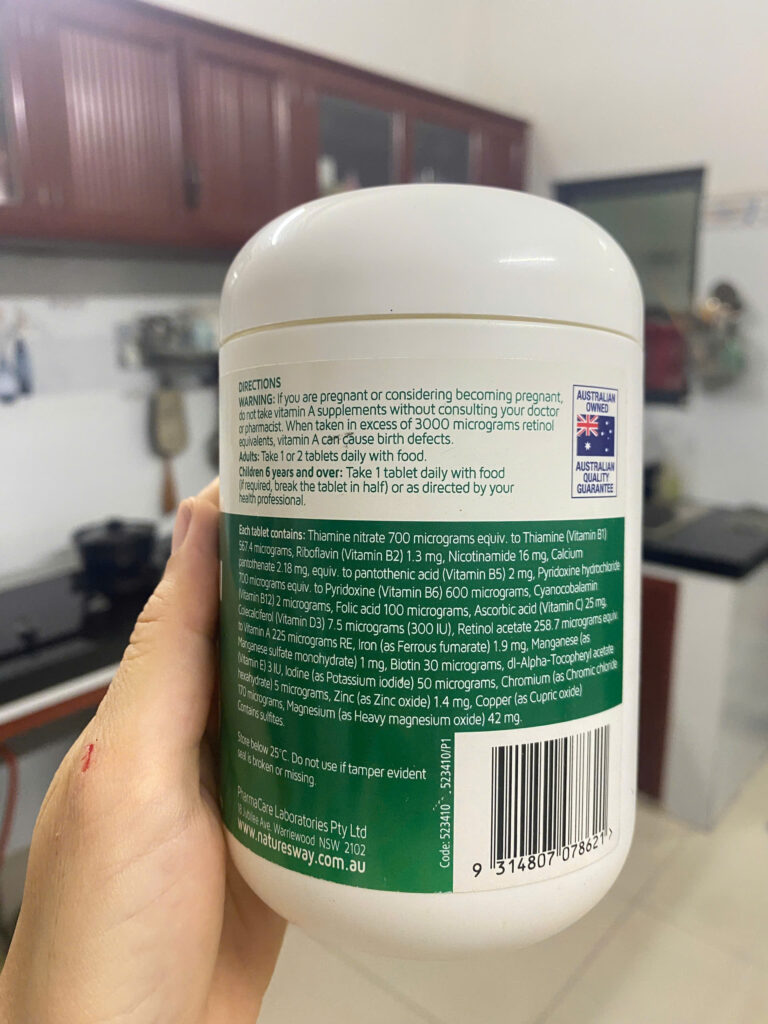 DIRECTIONS
WARNING: If you are pregnant or considering becoming pregnant,
do not take vitamin A supplements without consulting your doctor
or pharmacist. When taken in excess of 3000 micrograms retinol
equivalents, vitamin A can cause birth defects.
Adults: Take 1 or 2 tablets daily with food.
Children 6 years and over: Take 1 tablet daily with food
(if required, break the tablet in half) or as directed by your
health professional.
AUSTRALIAN
OWNED
AUSTRALIAN
QUALITY
GUARANTEE
Each tablet contains: Thiamine nitrate 700 micrograms equiv. to Thiamine (Vitamin B1)
567.4 micrograms, Riboflavin (Vitamin B2) 1.3 mg, Nicotinamide 16 mg, Calcium
pantothenate 2.18 mg, equiv. to pantothenic acid (Vitamin B5) 2 mg, Pyridoxine hydrochloride
700 micrograms equiv. to Pyridoxine (Vitamin B6) 600 micrograms, Cyanocobalamin
(Vitamin B12) 2 micrograms, Folic acid 100 micrograms, Ascorbic acid (Vitamin C) 25 mg,
Colecalciferol (Vitamin D3) 7.5 micrograms (300 IU), Retinol acetate 258.7 micrograms equiv.
to Vitamin A 225 micrograms RE, Iron (as Ferrous fumarate) 1.9 mg, Manganese (as
Manganese sulfate monohydrate) 1 mg, Biotin 30 micrograms, dl-Alpha-Tocopheryl acetate
(Vitamin E) 3 IU, Iodine (as Potassium iodide) 50 micrograms, Chromium (as Chromic chloride
hexahydrate) 5 micrograms, Zinc (as Zinc oxide) 1.4 mg, Copper (as Cupric oxide)
170 micrograms, Magnesium (as Heavy magnesium oxide) 42 mg.
Contains sulfites.
Store below 25°C. Do not use if tamper evident
seal is broken or missing.
PharmaCare Laboratories Pty Ltd
18 Jubilee Ave. Warriewood NSW 2102
www.naturesway.com.au
Code: 523410 , 523410/P1
9 314807 078621